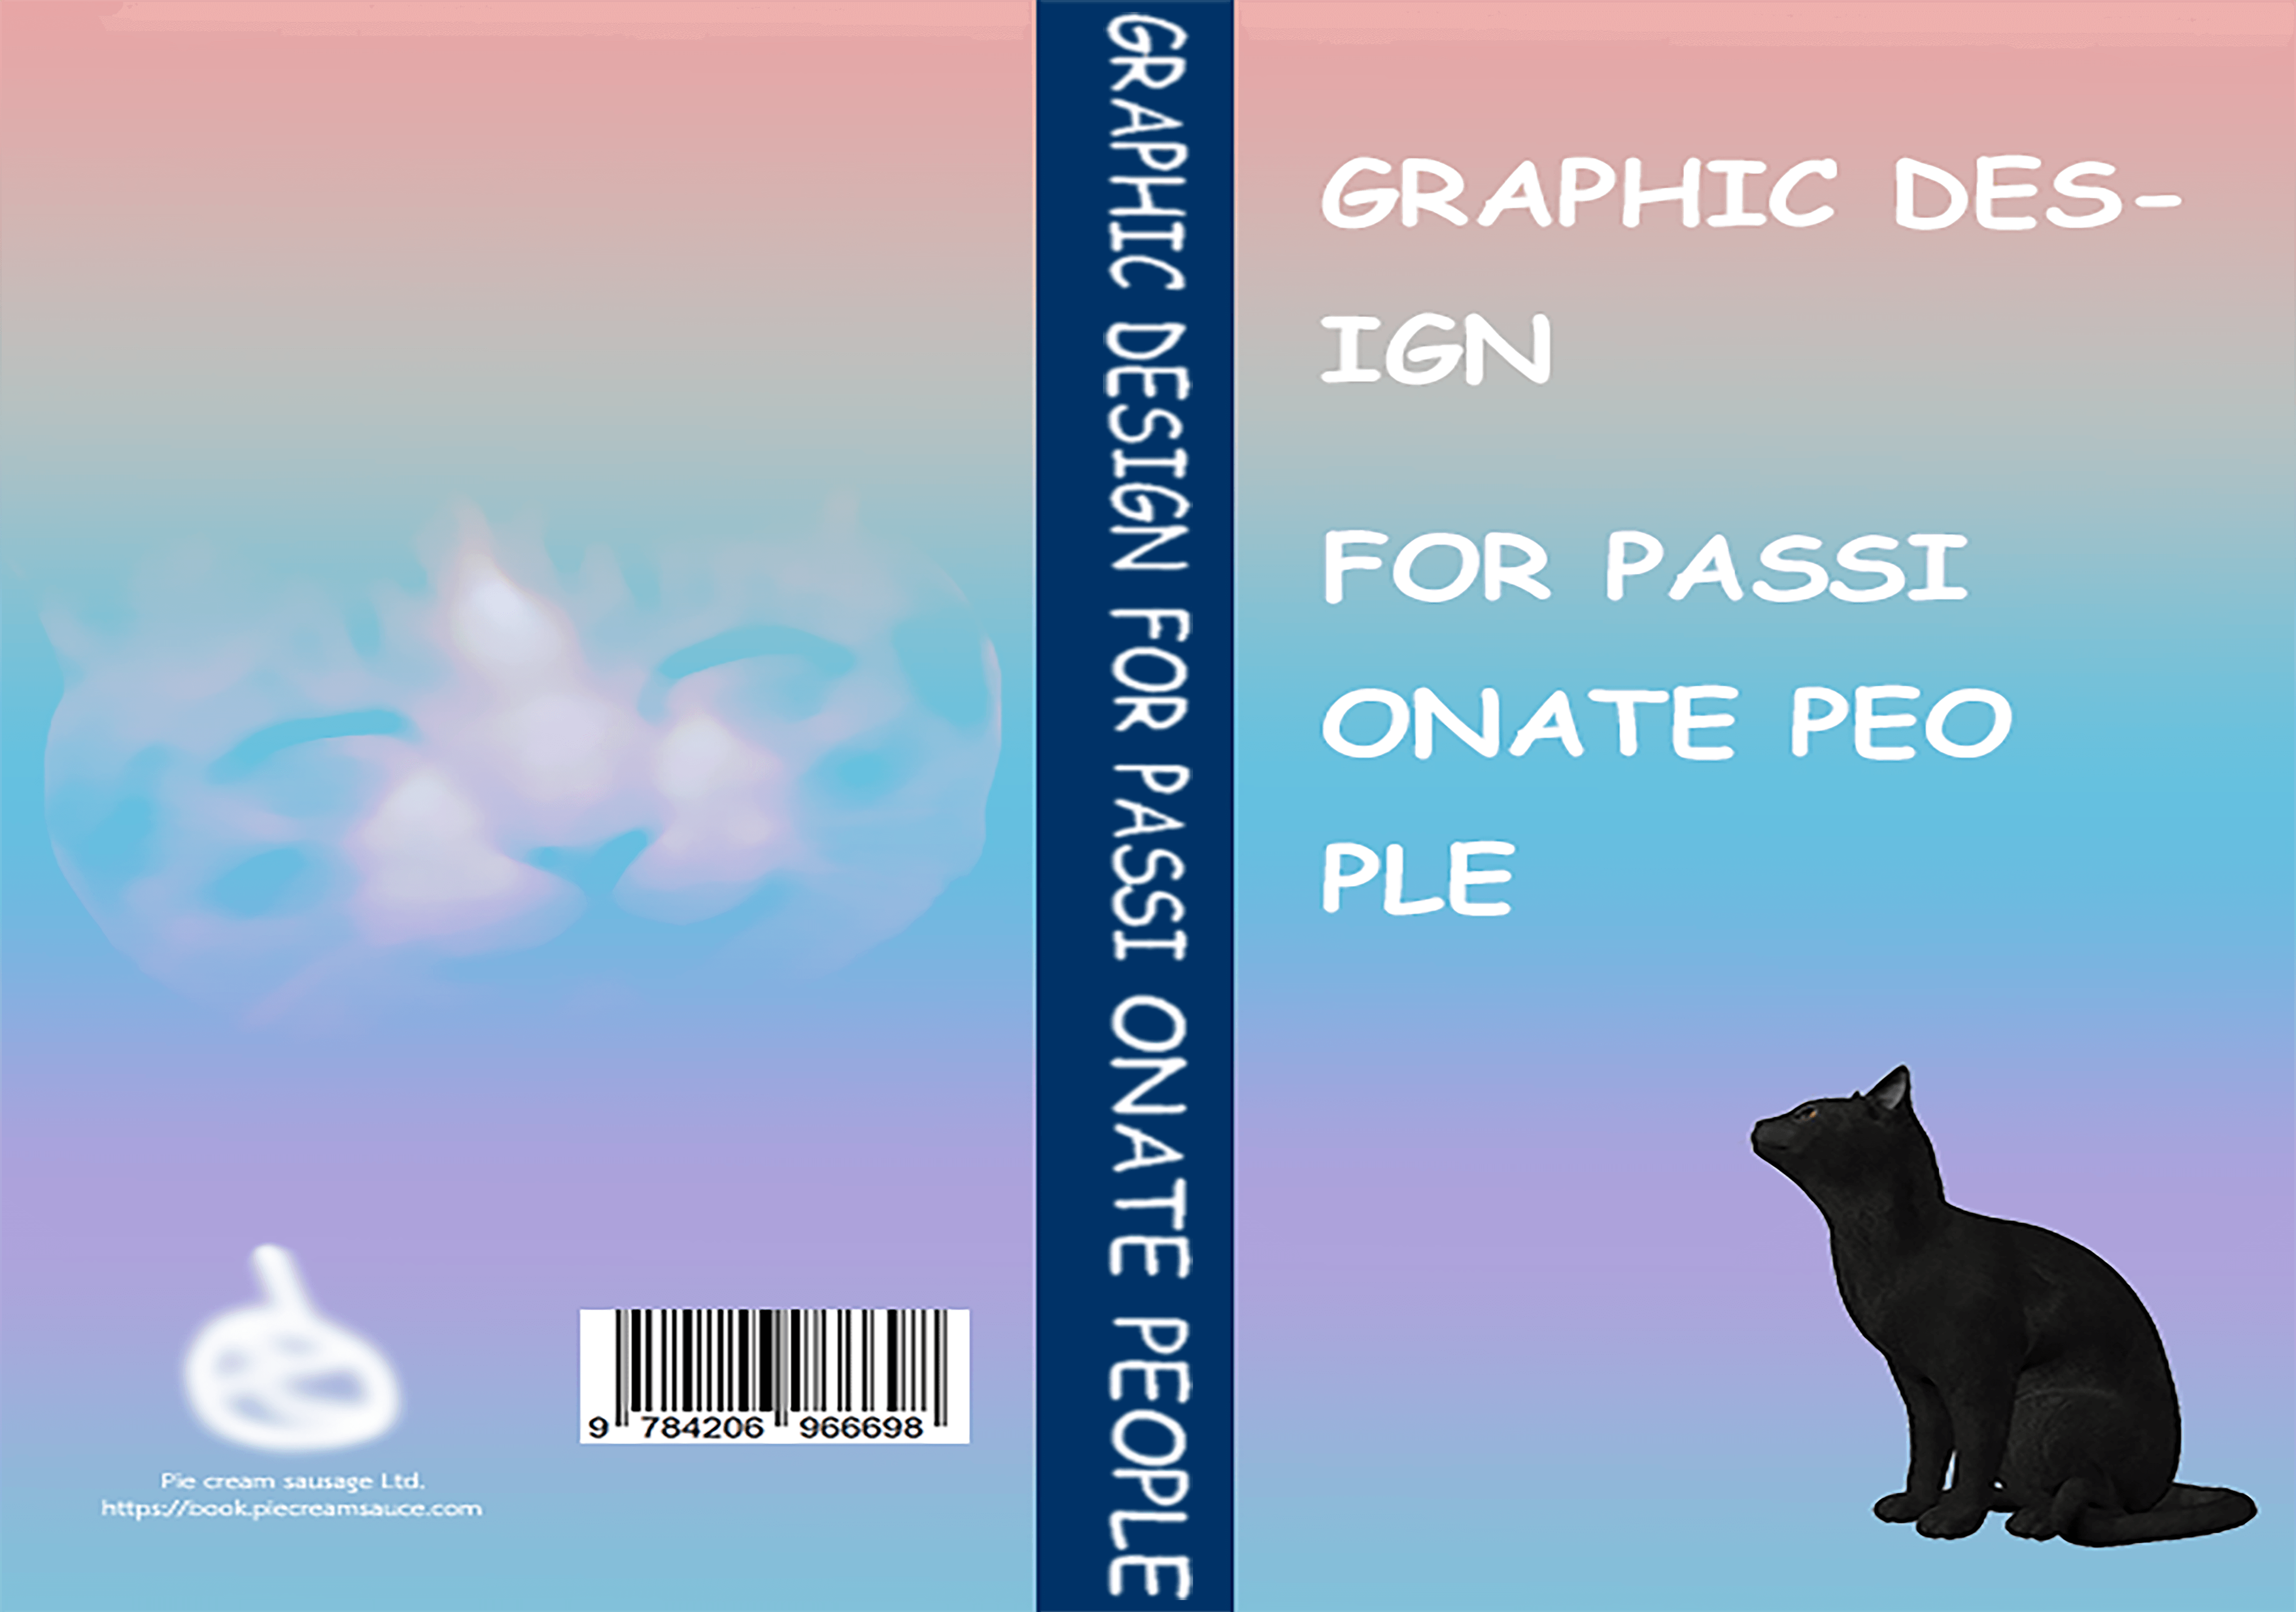 Pie cream sausage Ltd.
https://book.piecreamsauce.com
9 784206 966698
GRAPHIC DESIGN FOR PASSI ONATE PEOPLE
GRAPHIC DES-
IGN
FOR PASSI
ONATE PEO
PLE